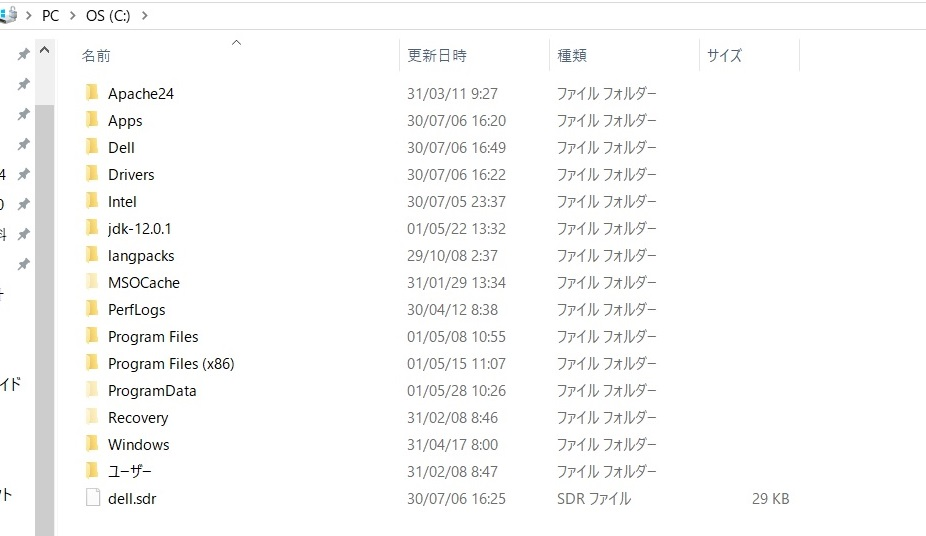 PC > OS (C:) >
名前 更新日時 種類 サイズ
Apache24 31/03/11 9:27 ファイル フォルダー
Apps 30/07/06 16:20 ファイル フォルダー
Dell 30/07/06 16:49 ファイル フォルダー
Drivers 30/07/06 16:22 ファイル フォルダー
Intel 30/07/05 23:37 ファイル フォルダー
jdk-12.0.1 01/05/22 13:32 ファイル フォルダー
langpacks 29/10/08 2:37 ファイル フォルダー
MSOCache 31/01/29 13:34 ファイル フォルダー
PerfLogs 30/04/12 8:38 ファイル フォルダー
Program Files 01/05/08 10:55 ファイル フォルダー
Program Files (x86) 01/05/15 11:07 ファイル フォルダー
ProgramData 01/05/28 10:26 ファイル フォルダー
Recovery 31/02/08 8:46 ファイル フォルダー
Windows 31/04/17 8:00 ファイル フォルダー
ユーザー 31/02/08 8:47 ファイル フォルダー
dell.sdr 30/07/06 16:25 SDR ファイル 29 KB